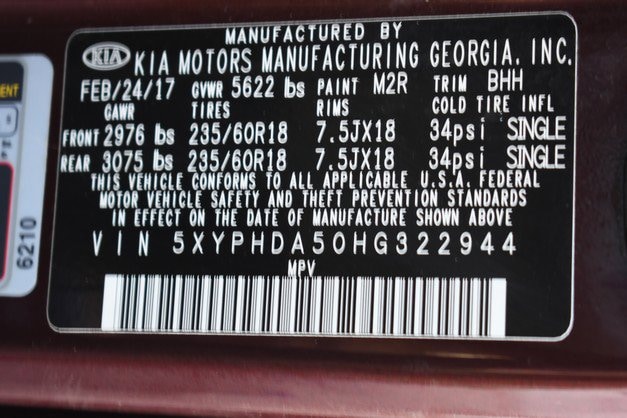 MANUFACTURED BY
KIA KIA MOTORS MANUFACTURING GEORGIA, INC.
FEB/24/17 GVWR 5622 lbs PAINT M2R TRIM BHH
GAWR TIRES RIMS COLD TIRE INFL
FRONT 2976 lbs 235/60R18 7.5JX18 34psi SINGLE
REAR 3075 lbs 235/60R18 7.5JX18 34psi SINGLE
THIS VEHICLE CONFORMS TO ALL APPLICABLE U.S.A. FEDERAL
MOTOR VEHICLE SAFETY AND THEFT PREVENTION STANDARDS
IN EFFECT ON THE DATE OF MANUFACTURE SHOWN ABOVE
VIN 5XYPHDA50HG322944
MPV
6210